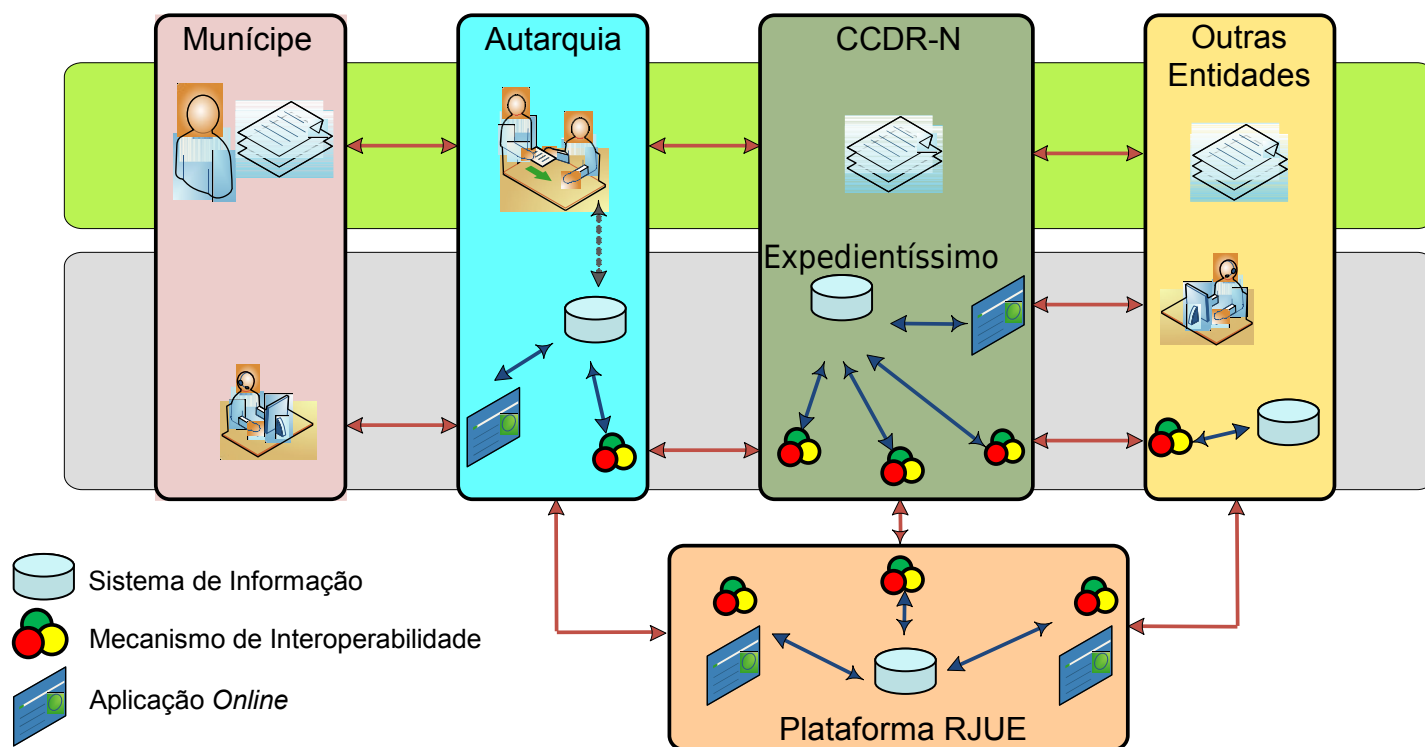 Munícipe
Autarquia
CCDR-N
Outras
Entidades
Expedientíssimo
Sistema de Informação
Mecanismo de Interoperabilidade
Aplicação Online
Plataforma RJUE